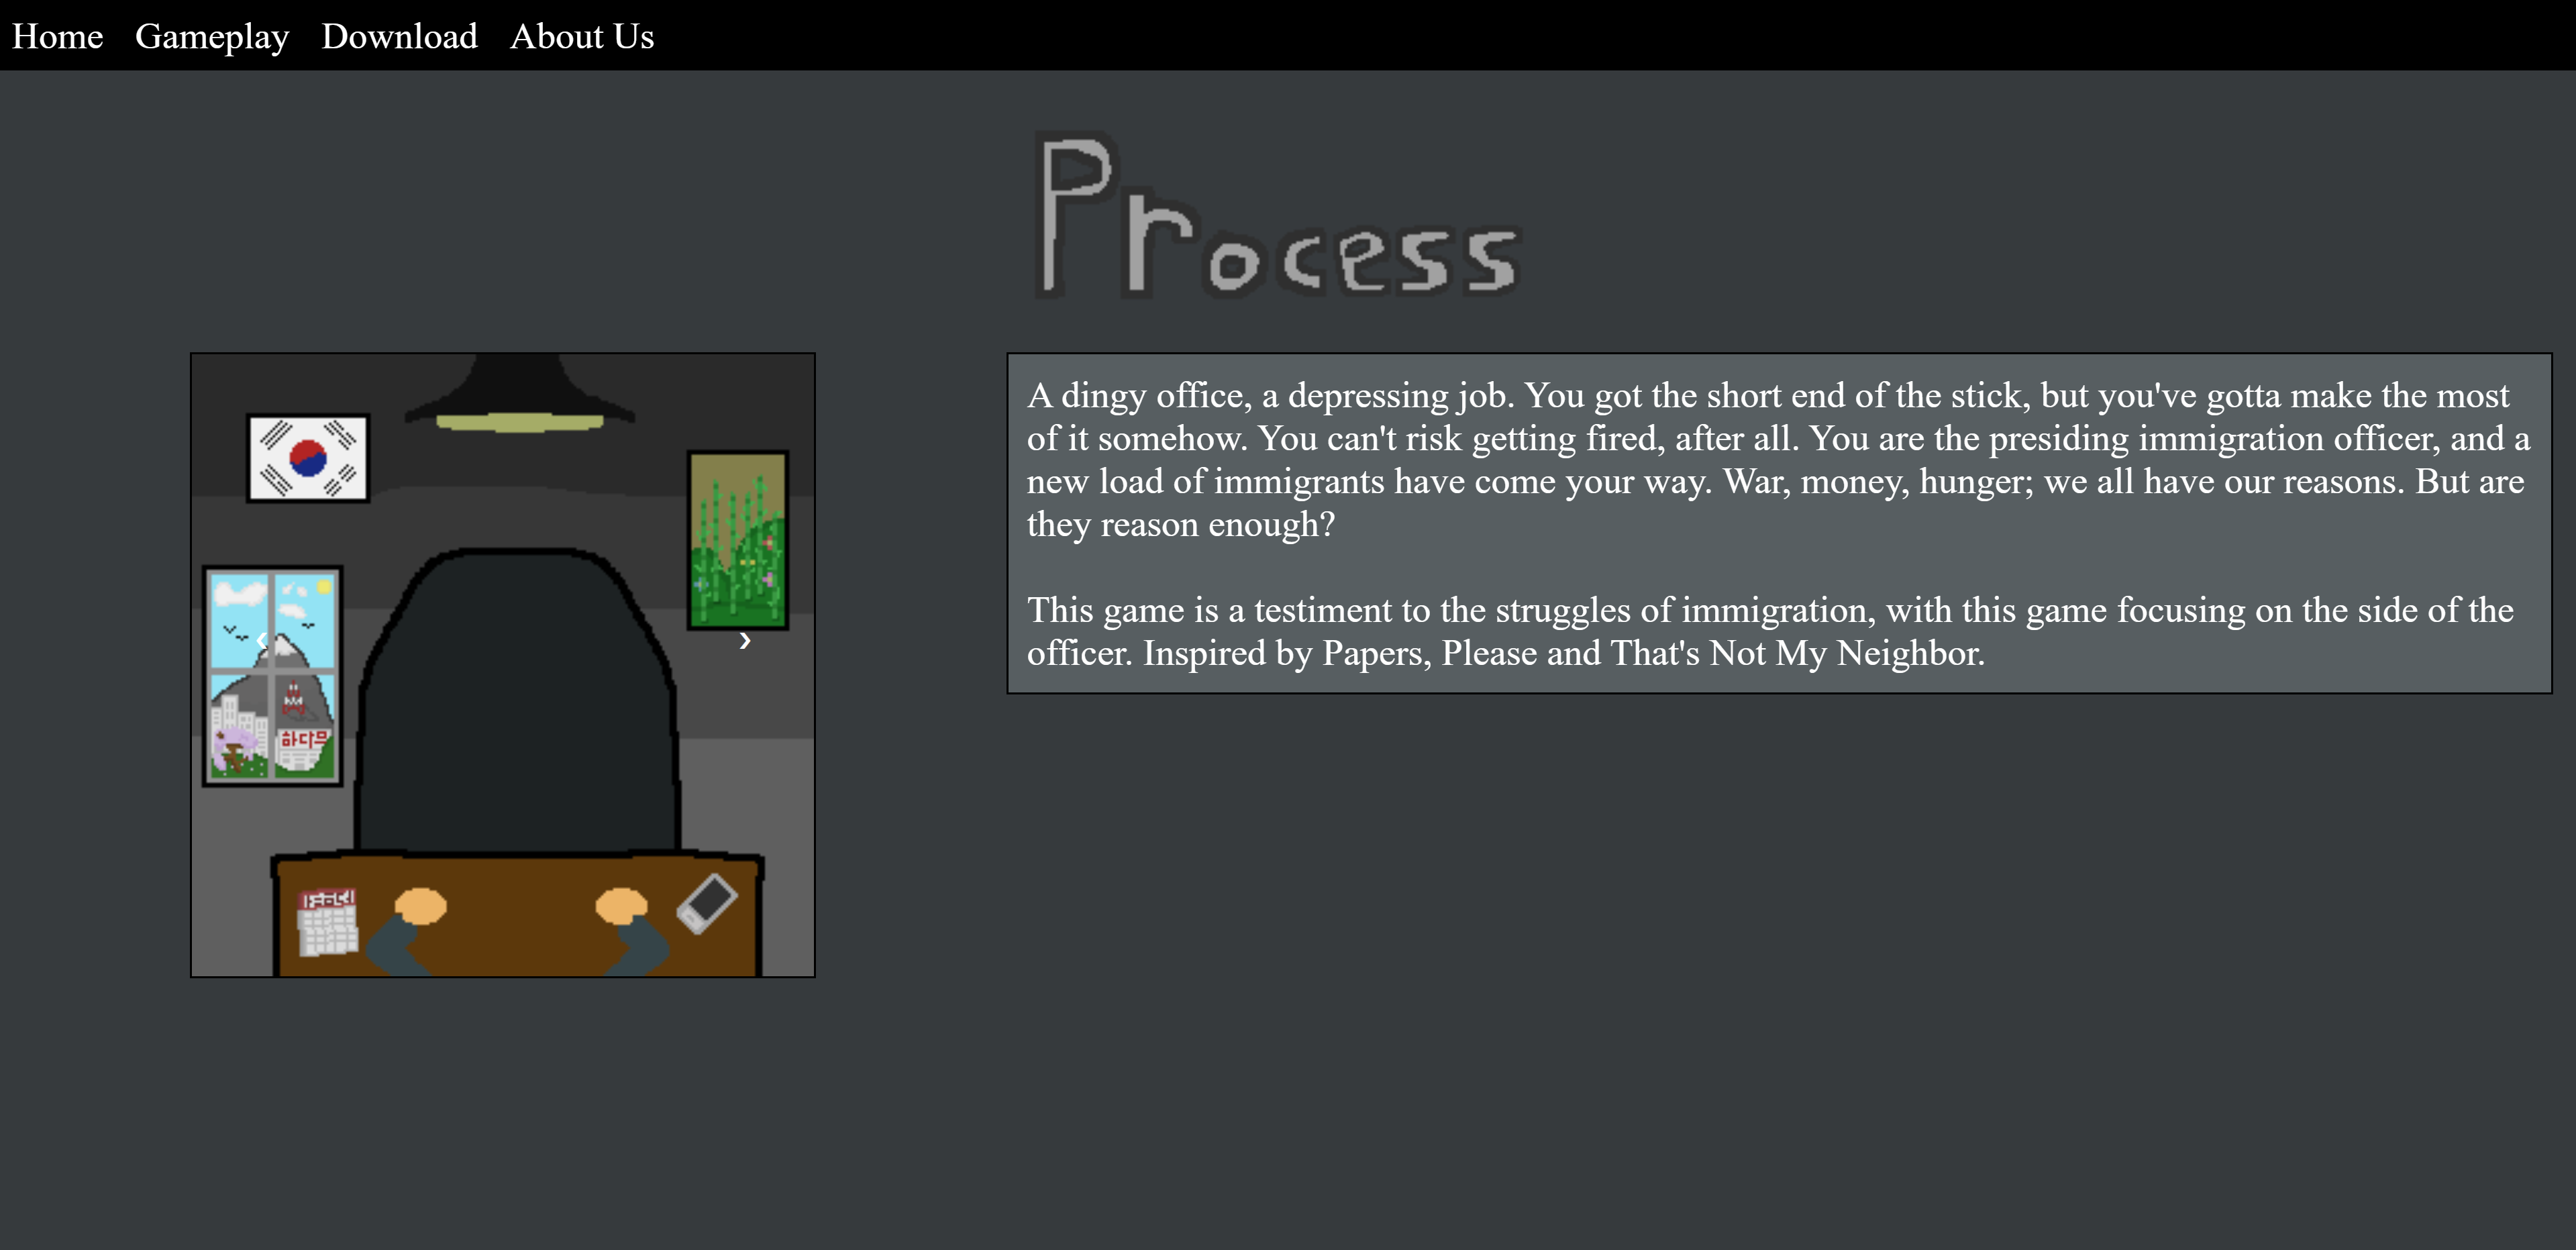 Home Gameplay Download About Us
Process
A dingy office, a depressing job. You got the short end of the stick, but you've gotta make the most
of it somehow. You can't risk getting fired, after all. You are the presiding immigration officer, and a
new load of immigrants have come your way. War, money, hunger; we all have our reasons. But are
they reason enough?
This game is a testiment to the struggles of immigration, with this game focusing on the side of the
officer. Inspired by Papers, Please and That's Not My Neighbor.
하다무